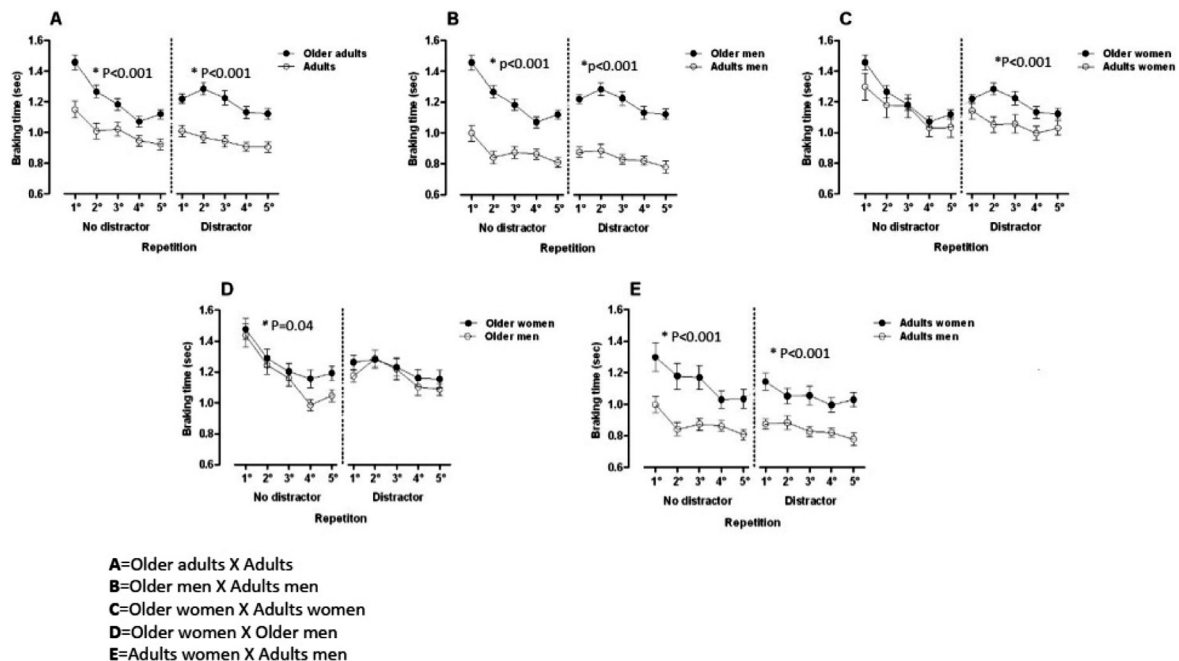 A
1.6
1.4
1.2
1.0
0.8
0.6
Braking time (sec)
* P<0.001
* P<0.001
Older adults
Adults
1° 2° 3° 4° 5° 1° 2° 3° 4° 5°
No distractor Distractor
Repetition
B
1.6
1.4
1.2
1.0
0.8
0.6
Braking time (sec)
* p<0.001
*p<0.001
Older men
Adults men
1° 2° 3° 4° 5° 1° 2° 3° 4° 5°
No distractor Distractor
Repetition
C
1.6
1.4
1.2
1.0
0.8
0.6
Braking time (sec)
*P<0.001
Older women
Adults women
1° 2° 3° 4° 5° 1° 2° 3° 4° 5°
No distractor Distractor
Repetition
D
1.6
1.4
1.2
1.0
0.8
0.6
Braking time (sec)
* P=0.04
Older women
Older men
1° 2° 3° 4° 5° 1° 2° 3° 4° 5°
No distractor Distractor
Repetiton
E
1.6
1.4
1.2
1.0
0.8
0.6
Braking time (sec)
* P<0.001
* P<0.001
Adults women
Adults men
1° 2° 3° 4° 5° 1° 2° 3° 4° 5°
No distractor Distractor
Repetition
A=Older adults X Adults
B=Older men X Adults men
C=Older women X Adults women
D=Older women X Older men
E=Adults women X Adults men